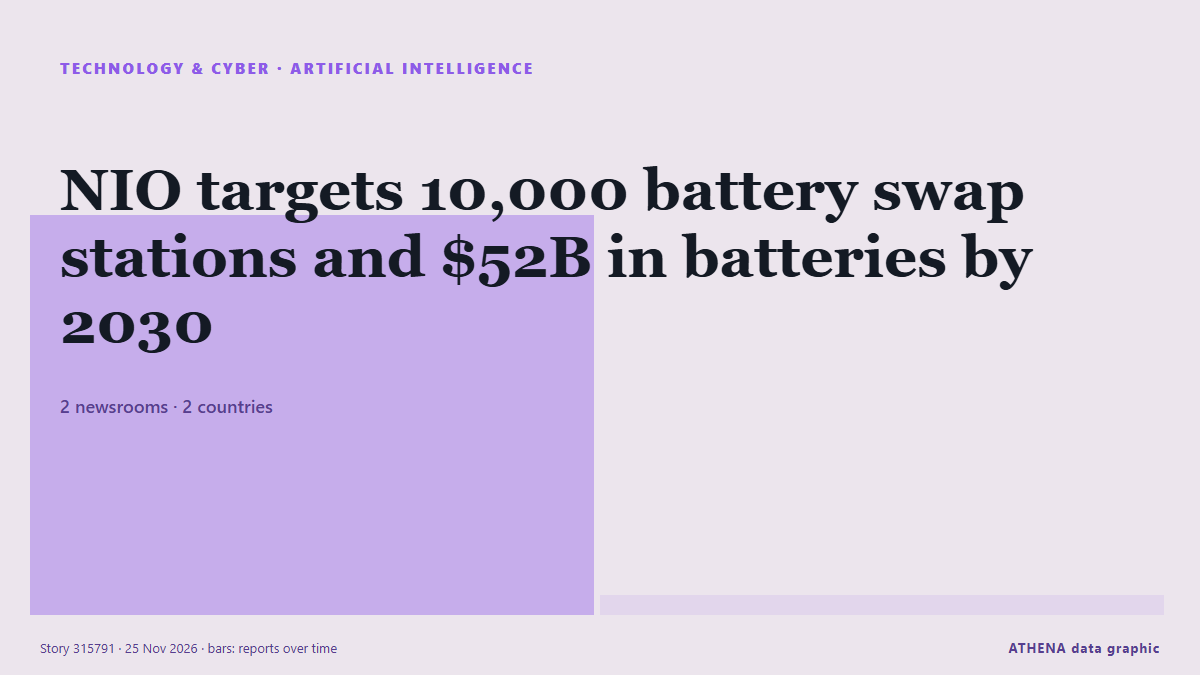 TECHNOLOGY & CYBER · ARTIFICIAL INTELLIGENCE
NIO targets 10,000 battery swap
stations and $52B in batteries by
2030
2 newsrooms · 2 countries
Story 315791 · 25 Nov 2026 · bars: reports over time
ATHENA data graphic